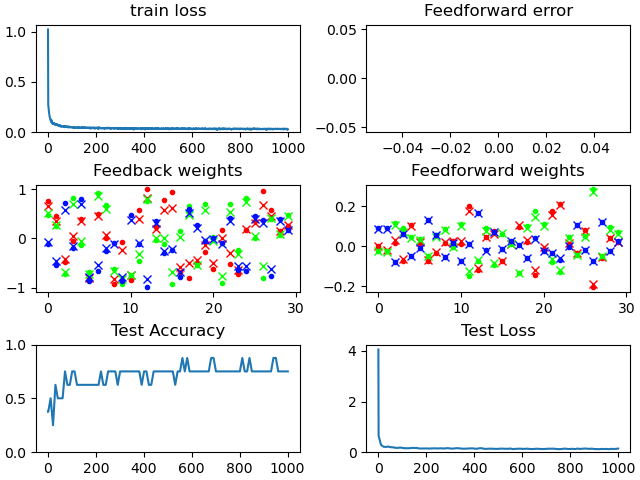 train loss
1.0
0.5
0.0
0 200 400 600 800 1000
Feedforward error
0.05
0.00
−0.05
−0.04 −0.02 0.00 0.02 0.04
Feedback weights
1
0
−1
0 10 20 30
Feedforward weights
0.2
0.0
−0.2
0 10 20 30
Test Accuracy
1.0
0.5
0.0
0 200 400 600 800 1000
Test Loss
4
2
0
0 200 400 600 800 1000